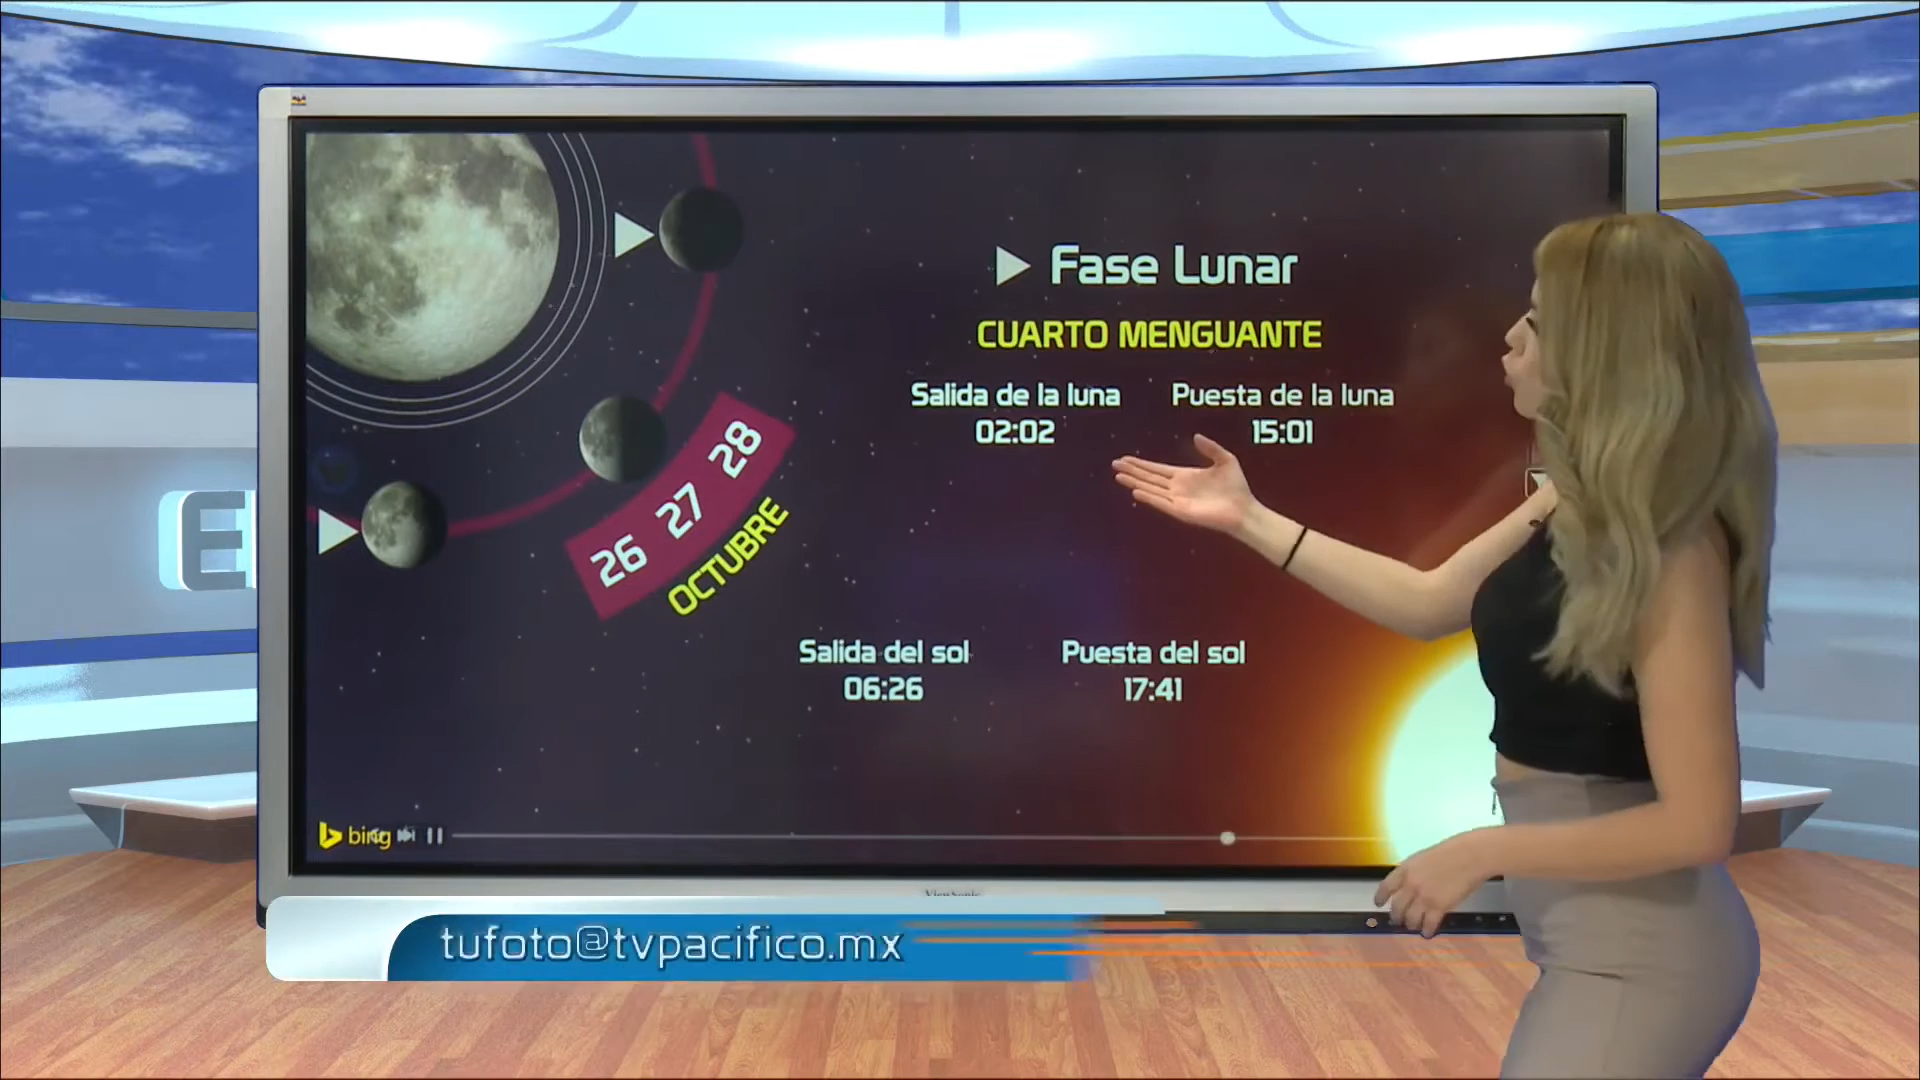 Fase Lunar
CUARTO MENGUANTE
Salida de la luna
02:02
Puesta de la luna
15:01
26 27 28
OCTUBRE
Salida del sol
06:26
Puesta del sol
17:41
E
bing
ViewSonic
tufoto@tvpacifico.mx